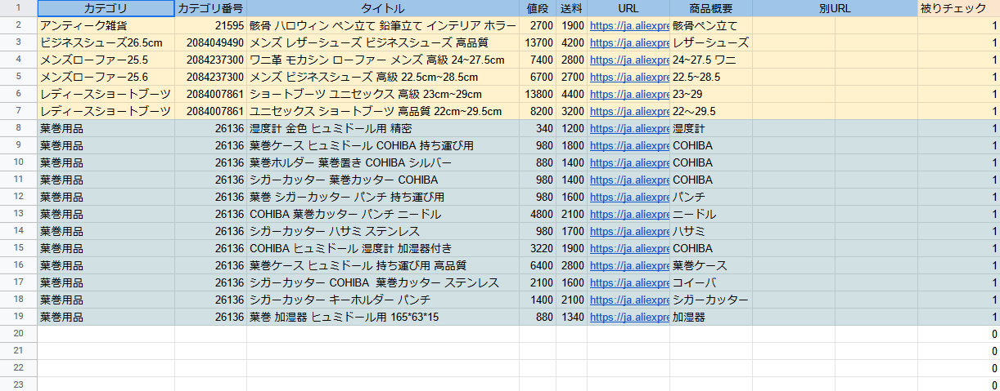 1 カテゴリ カテゴリ番号 タイトル 値段 送料 URL 商品概要 別URL 被りチェック
2 アンティーク雑貨 21595 骸骨 ハロウィン ペン立て 鉛筆立て インテリア ホラー 2700 1900 https://ja.aliexpre 骸骨ペン立て 1
3 ビジネスシューズ26.5cm 2084049490 メンズ レザーシューズ ビジネスシューズ 高品質 13700 4200 https://ja.aliexpre レザーシューズ 1
4 メンズローファー25.5 2084237300 ワニ革 モカシン ローファー メンズ 高級 24~27.5cm 7400 2800 https://ja.aliexpre 24~27.5 ワニ 1
5 メンズローファー25.6 2084237300 メンズ ビジネスシューズ 高級 22.5cm~28.5cm 6700 2700 https://ja.aliexpre 22.5~28.5 1
6 レディースショートブーツ 2084007861 ショートブーツ ユニセックス 高級 23cm~29cm 13800 4400 https://ja.aliexpre 23~29 1
7 レディースショートブーツ 2084007861 ユニセックス ショートブーツ 高品質 22cm~29.5cm 8200 3200 https://ja.aliexpre 22～29.5 1
8 葉巻用品 26136 湿度計 金色 ヒュミドール用 精密 340 1200 https://ja.aliexpre 湿度計 1
9 葉巻用品 26136 葉巻ケース ヒュミドール COHIBA 持ち運び用 980 1800 https://ja.aliexpre COHIBA 1
10 葉巻用品 26136 葉巻ホルダー 葉巻置き COHIBA シルバー 880 1400 https://ja.aliexpre COHIBA 1
11 葉巻用品 26136 シガーカッター 葉巻カッター COHIBA 980 1400 https://ja.aliexpre COHIBA 1
12 葉巻用品 26136 葉巻 シガーカッター パンチ 持ち運び用 980 1600 https://ja.aliexpre パンチ 1
13 葉巻用品 26136 COHIBA 葉巻カッター パンチ ニードル 4800 2100 https://ja.aliexpre ニードル 1
14 葉巻用品 26136 シガーカッター ハサミ ステンレス 980 1700 https://ja.aliexpre ハサミ 1
15 葉巻用品 26136 COHIBA ヒュミドール 湿度計 加湿器付き 3220 1900 https://ja.aliexpre COHIBA 1
16 葉巻用品 26136 葉巻ケース ヒュミドール 持ち運び用 高品質 6400 2800 https://ja.aliexpre 葉巻ケース 1
17 葉巻用品 26136 シガーカッター COHIBA 葉巻カッター ステンレス 2100 1600 https://ja.aliexpre コイーバ 1
18 葉巻用品 26136 シガーカッター キーホルダー パンチ 1400 2100 https://ja.aliexpre シガーカッター 1
19 葉巻用品 26136 葉巻 加湿器 ヒュミドール用 165*63*15 880 1340 https://ja.aliexpre 加湿器 1
20 0
21 0
22 0
23 0